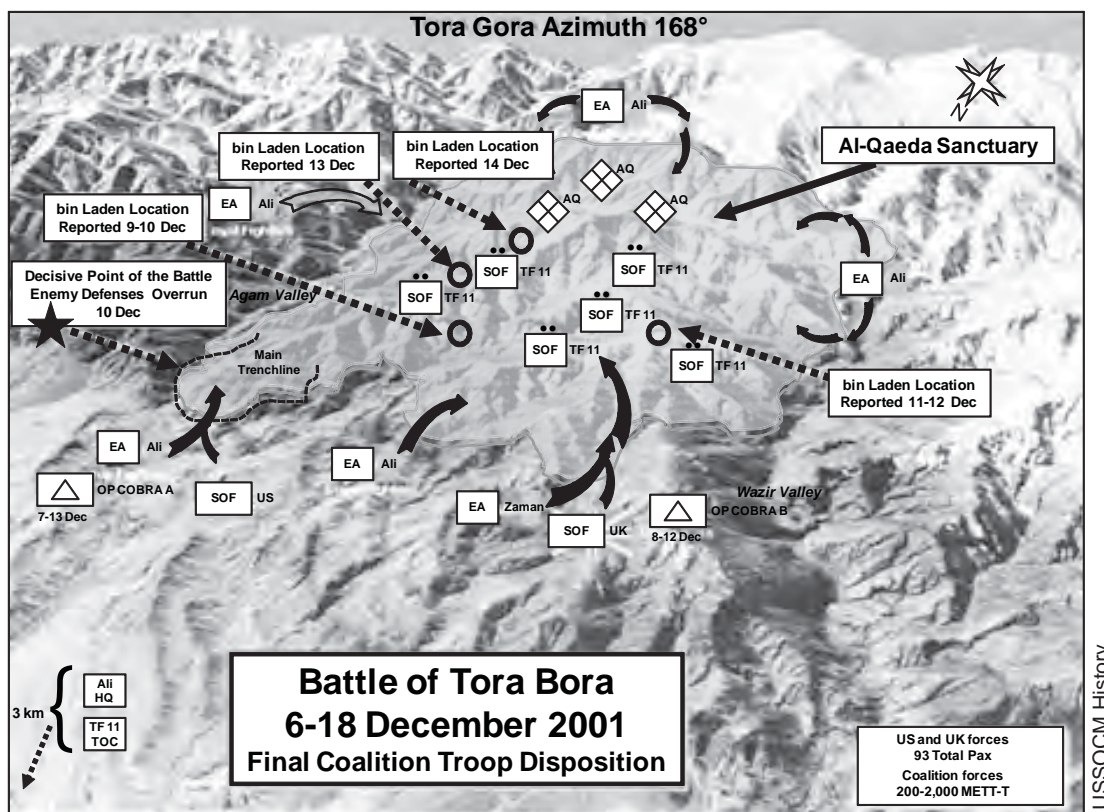 Tora Gora Azimuth 168°
EA Ali
N
bin Laden Location
Reported 13 Dec
bin Laden Location
Reported 14 Dec
Al-Qaeda Sanctuary
AQ
AQ
AQ
bin Laden Location
Reported 9-10 Dec
EA Ali
Decisive Point of the Battle
Enemy Defenses Overrun
10 Dec
Agam Valley
SOF TF 11
SOF TF 11
SOF TF 11
SOF TF 11
SOF TF 11
SOF TF 11
EA Ali
Main
Trenchline
bin Laden Location
Reported 11-12 Dec
EA Ali
OP COBRA A
7-13 Dec
SOF US
EA Ali
EA Zaman
SOF UK
Wazir Valley
OP COBRA B
8-12 Dec
3 km
Ali
HQ
TF 11
TOC
Battle of Tora Bora
6-18 December 2001
Final Coalition Troop Disposition
US and UK forces
93 Total Pax
Coalition forces
200-2,000 METT-T
USSOCM History